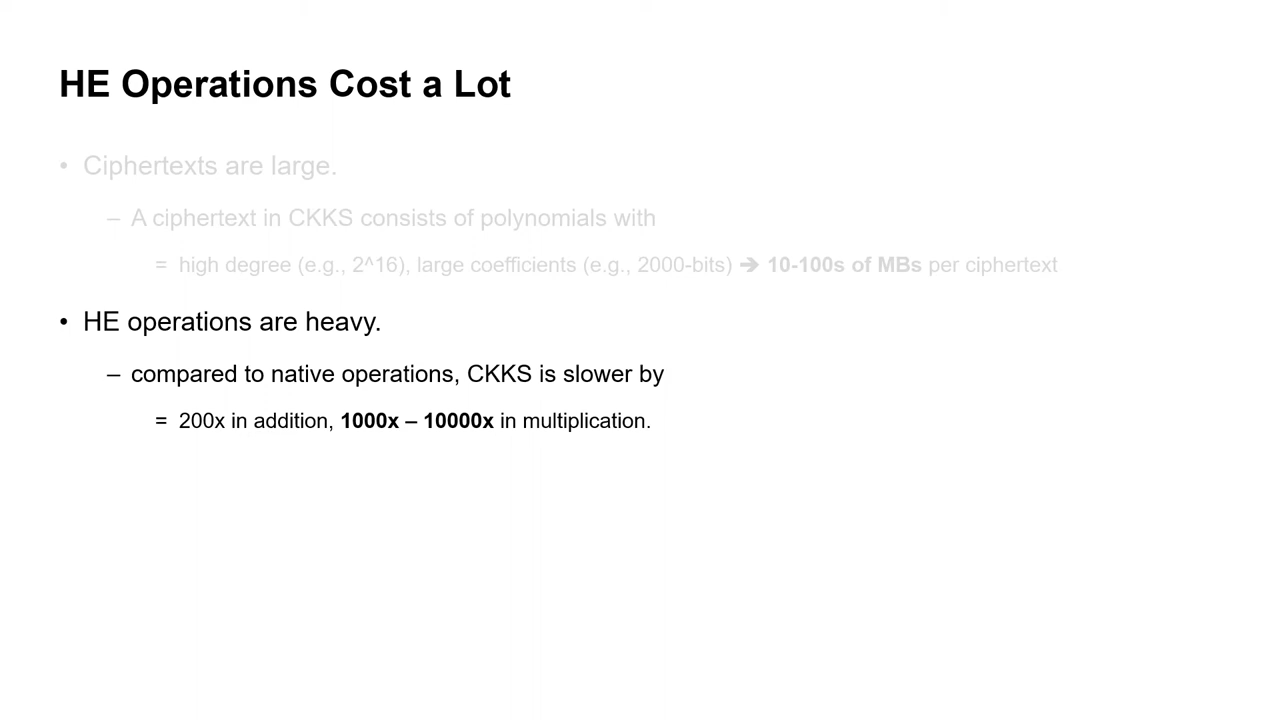 HE Operations Cost a Lot
• Ciphertexts are large.
– A ciphertext in CKKS consists of polynomials with
= high degree (e.g., 2^16), large coefficients (e.g., 2000-bits) ➔ 10-100s of MBs per ciphertext
• HE operations are heavy.
– compared to native operations, CKKS is slower by
= 200x in addition, 1000x – 10000x in multiplication.